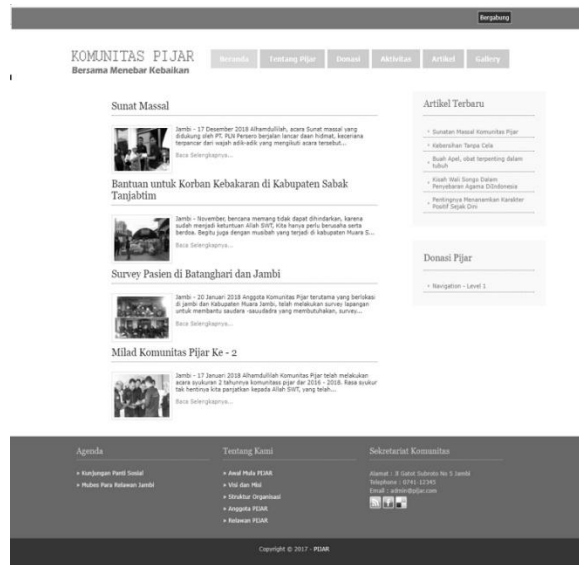 Bergabung
KOMUNITAS PIJAR
Bersama Menebar Kebaikan
Beranda Tentang Pijar Donasi Aktivitas Artikel Gallery
Sunat Massal
Jambi - 17 Desember 2018 Alhamdulillah, acara Sunat massal yang
didukung oleh PT. PLN Persero berjalan lancar daan hidmat, keceriana
terpancar dari wajah adik-adik yang mengikuti acara tersebut...
Baca Selengkapnya...
Bantuan untuk Korban Kebakaran di Kabupaten Sabak
Tanjabtim
Jambi - November, bencana memang tidak dapat dihindarkan, karena
sudah menjadi ketuntuan Allah SWT, Kita hanya perlu berusaha serta
berdoa. Begitu juga dengan musibah yang terjadi di kabupaten Muara S...
Baca Selengkapnya...
Survey Pasien di Batanghari dan Jambi
Jambi - 20 Januari 2018 Anggota Komunitas Pijar terutama yang berlokasi
di jambi dan Kabupaten Muara Jambi, telah melakukan survey lapangan
untuk membantu saudara -sauudadra yang membutuhakan, survey...
Baca Selengkapnya...
Milad Komunitas Pijar Ke - 2
Jambi - 17 Januari 2018 Alhamdulillah Komunitas Pijar telah melakukan
acara syukuran 2 tahunnya komunitass pijar dar 2016 - 2018. Rasa syukur
tak hentinya kita panjatkan kepada Allah SWT, yang telah...
Baca Selengkapnya...
Artikel Terbaru
Sunatan Massal Komunitas Pijar
Kebersihan Tanpa Cela
Buah Apel, obat terpenting dalam
tubuh
Kisah Wali Songo Dalam
Penyebaran Agama DiIndonesia
Pentingnya Menanamkan Karakter
Positif Sejak Dini
Donasi Pijar
Navigation - Level 1
Agenda
» Kunjungan Panti Sosial
» Mubes Para Relawan Jambi
Tentang Kami
» Awal Mula PIJAR
» Visi dan Misi
» Struktur Organisasi
» Anggota PIJAR
» Relawan PIJAR
Sekretariat Komunitas
Alamat : Jl Gatot Subroto No 5 Jambi
Telephone : 0741-12345
Email : admin@pijar.com
Copyright © 2017 - PIJAR